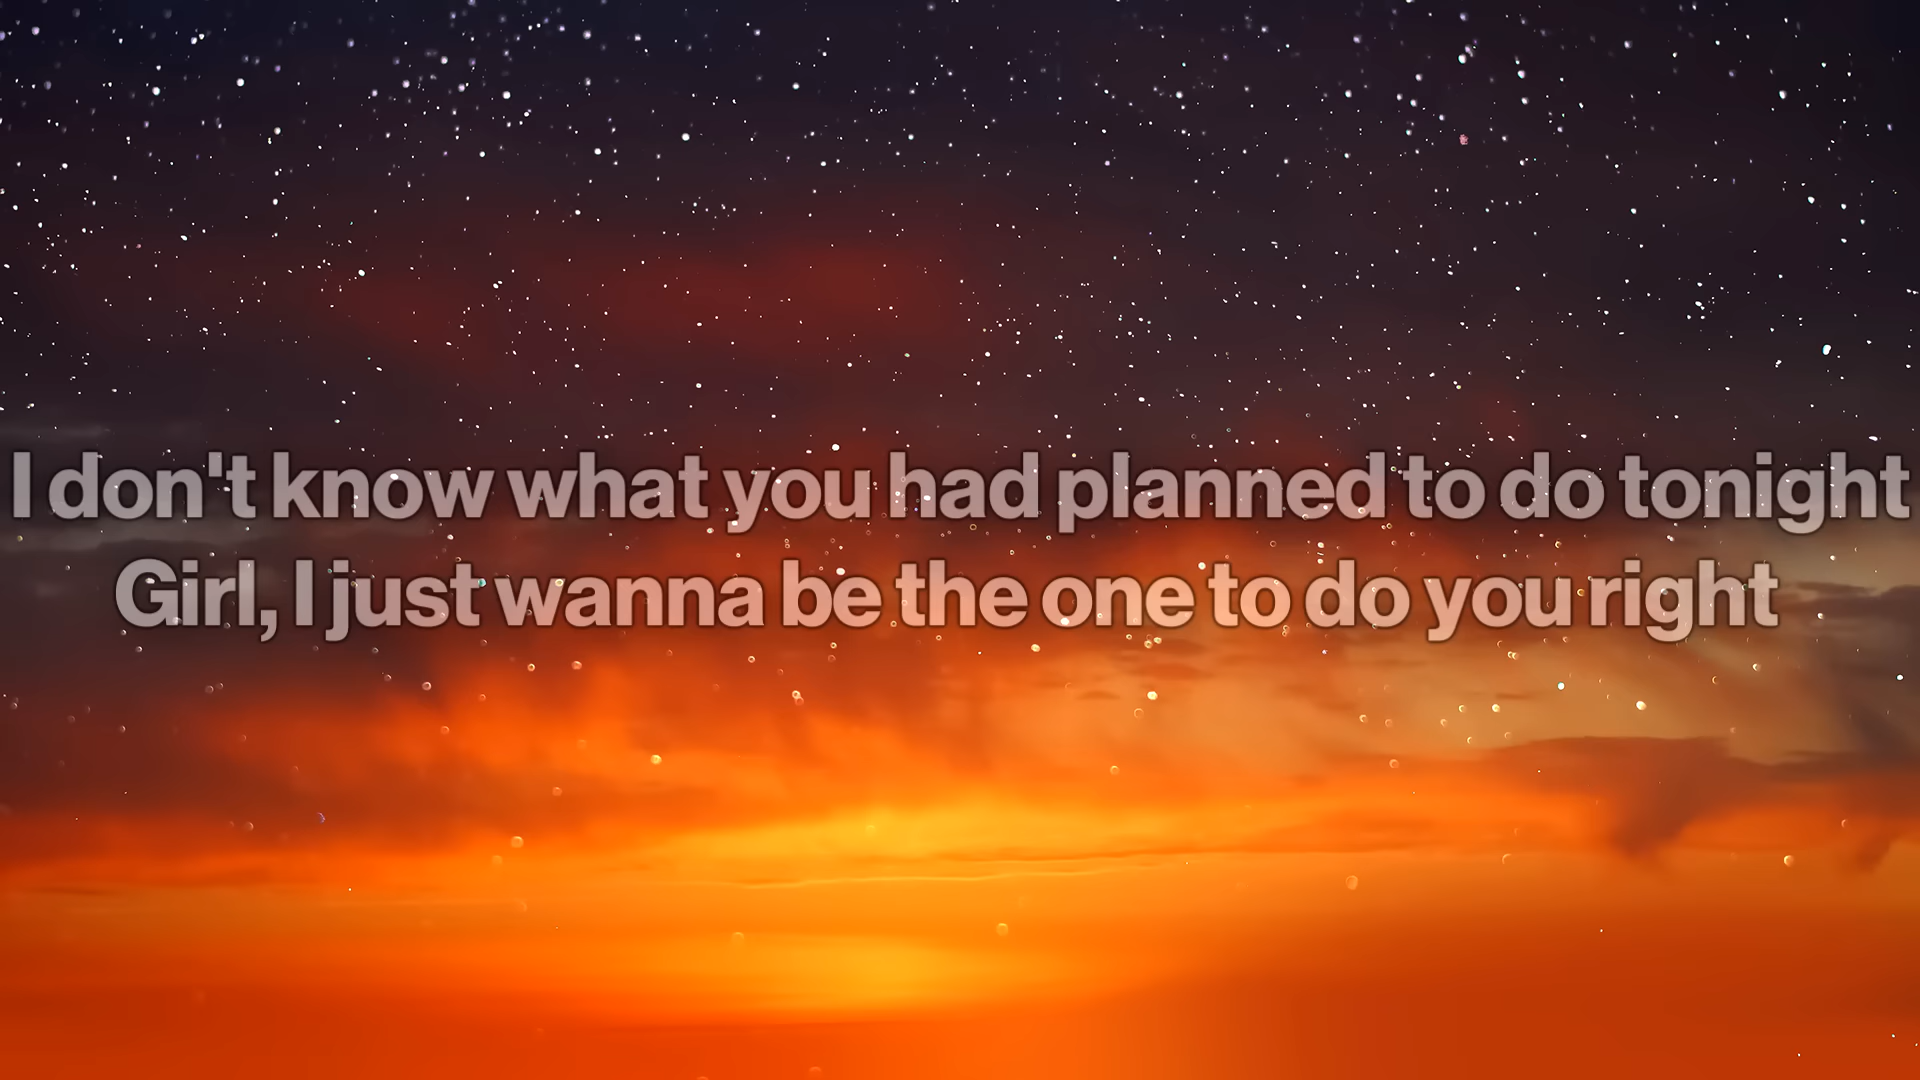 I don't know what you had planned to do tonight
Girl, I just wanna be the one to do you right